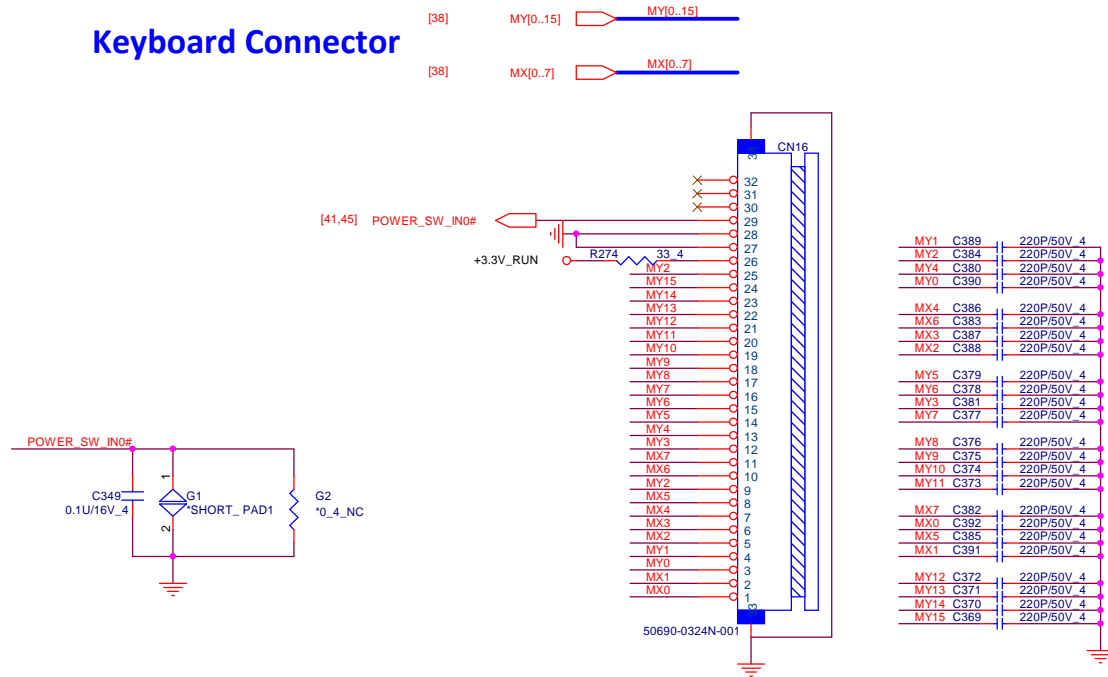 Keyboard Connector
[38] MY[0..15] MY[0..15]
[38] MX[0..7] MX[0..7]
CN16
34
32
31
30
[41,45] POWER_SW_IN0# 29
28
27
+3.3V_RUN R274 33_4 26
MY2 25
MY15 24
MY14 23
MY13 22
MY12 21
MY11 20
MY10 19
MY9 18
MY8 17
MY7 16
MY6 15
MY5 14
MY4 13
MY3 12
MX7 11
MX6 10
MY2 9
MX5 8
MX4 7
MX3 6
MX2 5
MY1 4
MY0 3
MX1 2
MX0 1
33
50690-0324N-001
POWER_SW_IN0#
C349
0.1U/16V_4
1
G1
*SHORT_ PAD1
2
G2
*0_4_NC
MY1 C389 220P/50V_4
MY2 C384 220P/50V_4
MY4 C380 220P/50V_4
MY0 C390 220P/50V_4
MX4 C386 220P/50V_4
MX6 C383 220P/50V_4
MX3 C387 220P/50V_4
MX2 C388 220P/50V_4
MY5 C379 220P/50V_4
MY6 C378 220P/50V_4
MY3 C381 220P/50V_4
MY7 C377 220P/50V_4
MY8 C376 220P/50V_4
MY9 C375 220P/50V_4
MY10 C374 220P/50V_4
MY11 C373 220P/50V_4
MX7 C382 220P/50V_4
MX0 C392 220P/50V_4
MX5 C385 220P/50V_4
MX1 C391 220P/50V_4
MY12 C372 220P/50V_4
MY13 C371 220P/50V_4
MY14 C370 220P/50V_4
MY15 C369 220P/50V_4